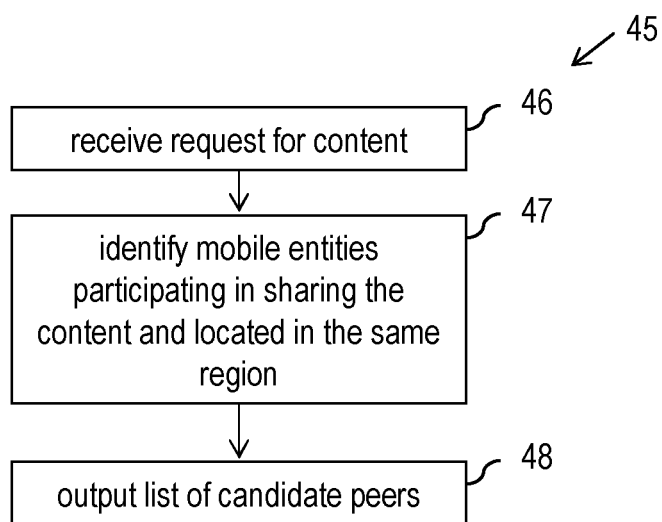 45
46
receive request for content
47
identify mobile entities
participating in sharing the
content and located in the same
region
48
output list of candidate peers